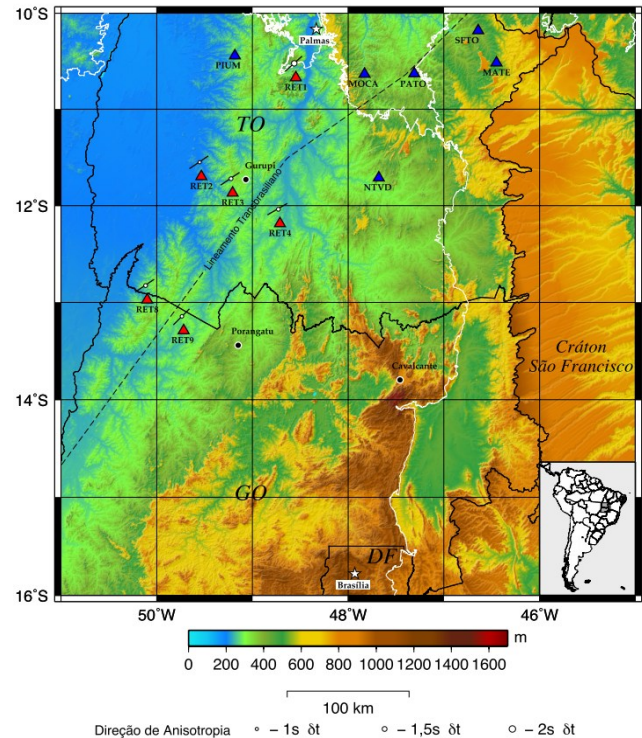 10°S
Palmas
SFTO
PIUM
RET1
MOCA
PATO
MATE
TO
Gurupi
RET2
RET3
NTVD
12°S
Lineamento Transbrasiliano
RET4
RET8
RET9
Porangatu
Cráton
São Francisco
Cavalcante
14°S
GO
DF
Brasília
16°S
50°W
48°W
46°W
m
0 200 400 600 800 1000 1200 1400 1600
100 km
Direção de Anisotropia – 1s δt – 1,5s δt – 2s δt